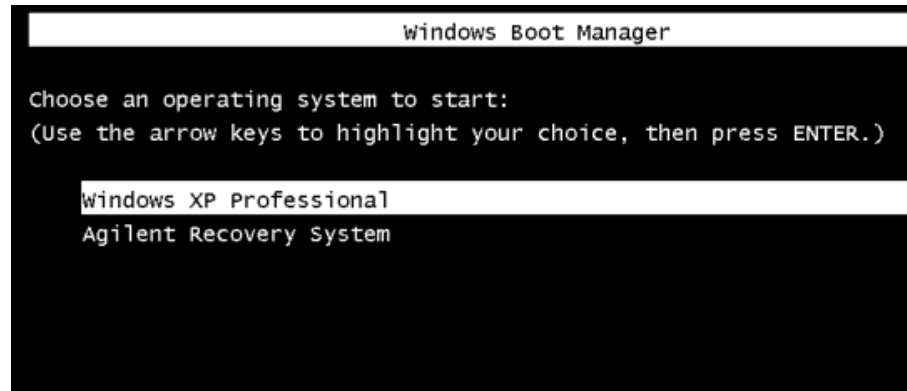 Windows Boot Manager
Choose an operating system to start:
(Use the arrow keys to highlight your choice, then press ENTER.)
Windows XP Professional
Agilent Recovery System